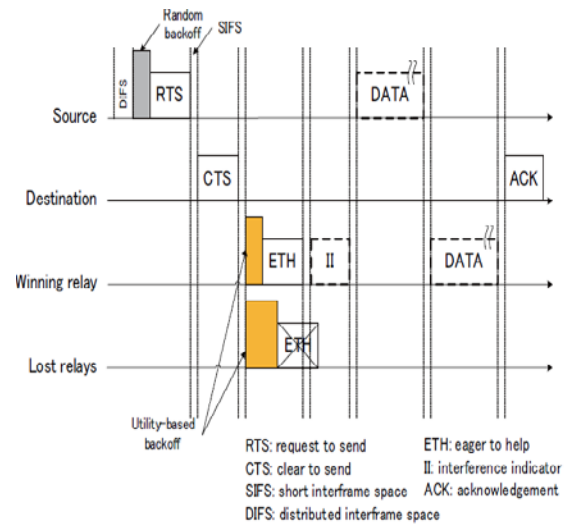 Random
backoff
SIFS
DIFS
RTS
DATA
Source
CTS
ACK
Destination
ETH
II
DATA
Winning relay
ETH
Lost relays
Utility-based
backoff
RTS: request to send
ETH: eager to help
CTS: clear to send
II: interference indicator
SIFS: short interframe space
ACK: acknowledgement
DIFS: distributed interframe space